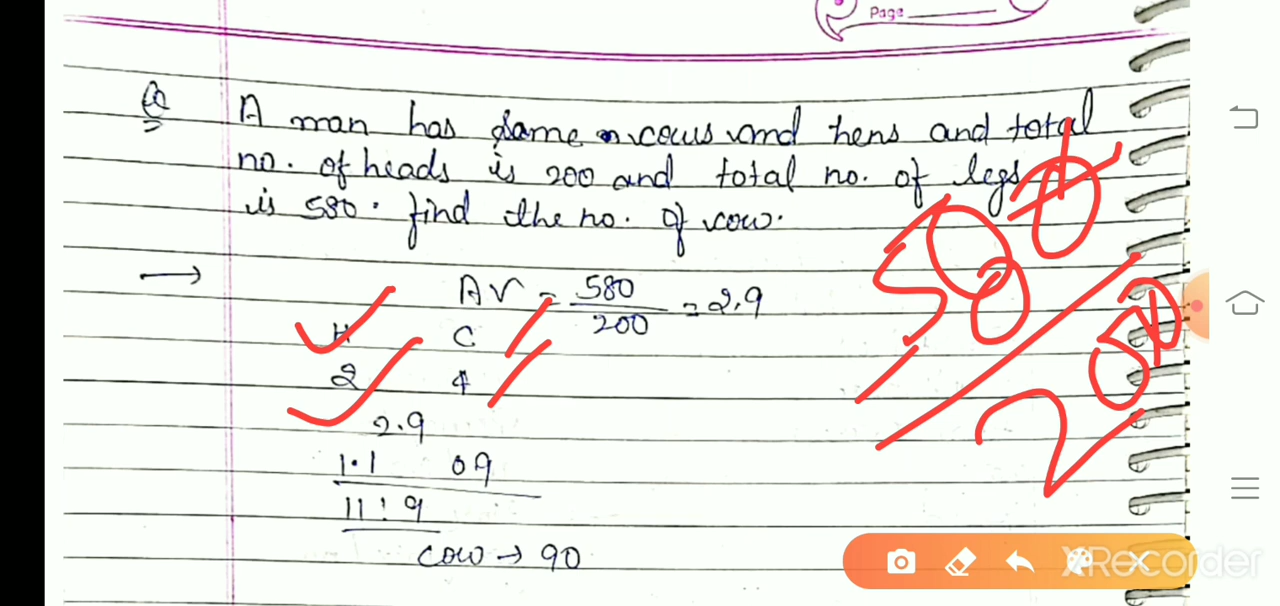 Page
Q A man has some cows and hens and total
no. of heads is 200 and total no. of legs
is 580. find the no. of cow.
→ AV = 580/200 = 2.9
H C
2 4
2.9
1.1 0.9
11 : 9
cow → 90
580
200
XRecorder